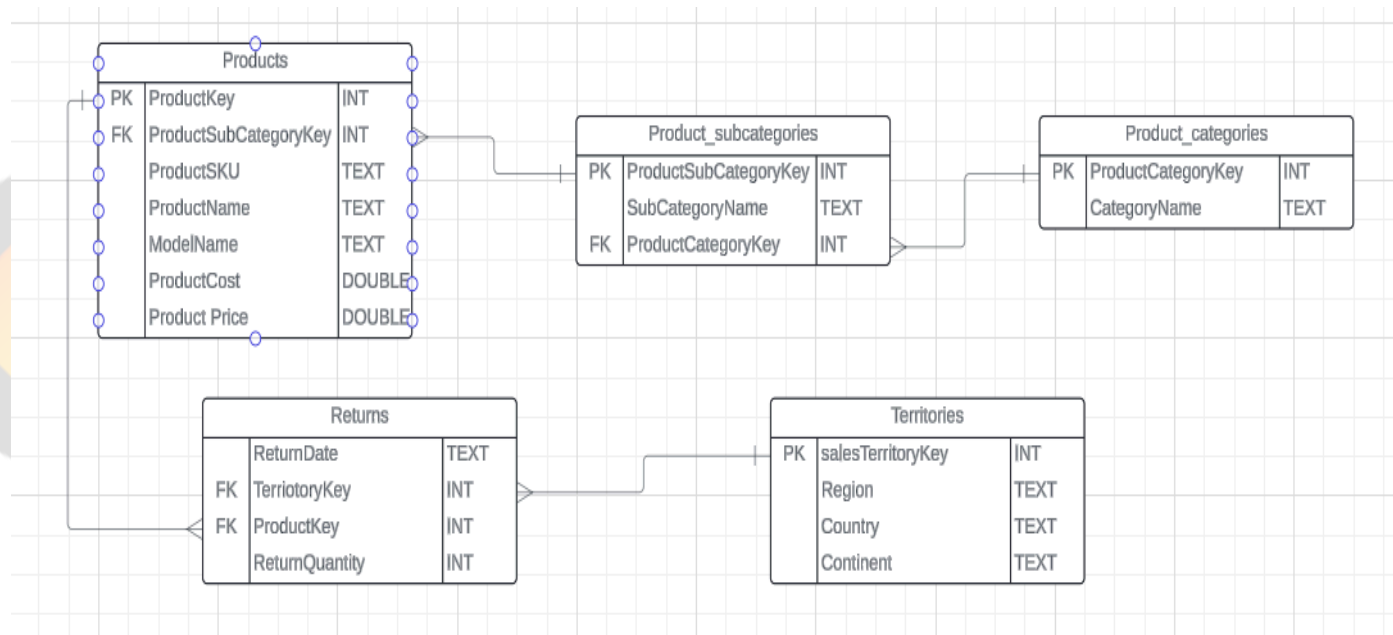 Products
PK ProductKey INT
FK ProductSubCategoryKey INT
ProductSKU TEXT
ProductName TEXT
ModelName TEXT
ProductCost DOUBLE
Product Price DOUBLE
Product_subcategories
PK ProductSubCategoryKey INT
SubCategoryName TEXT
FK ProductCategoryKey INT
Product_categories
PK ProductCategoryKey INT
CategoryName TEXT
Returns
ReturnDate TEXT
FK TerriotoryKey INT
FK ProductKey INT
ReturnQuantity INT
Territories
PK salesTerritoryKey INT
Region TEXT
Country TEXT
Continent TEXT